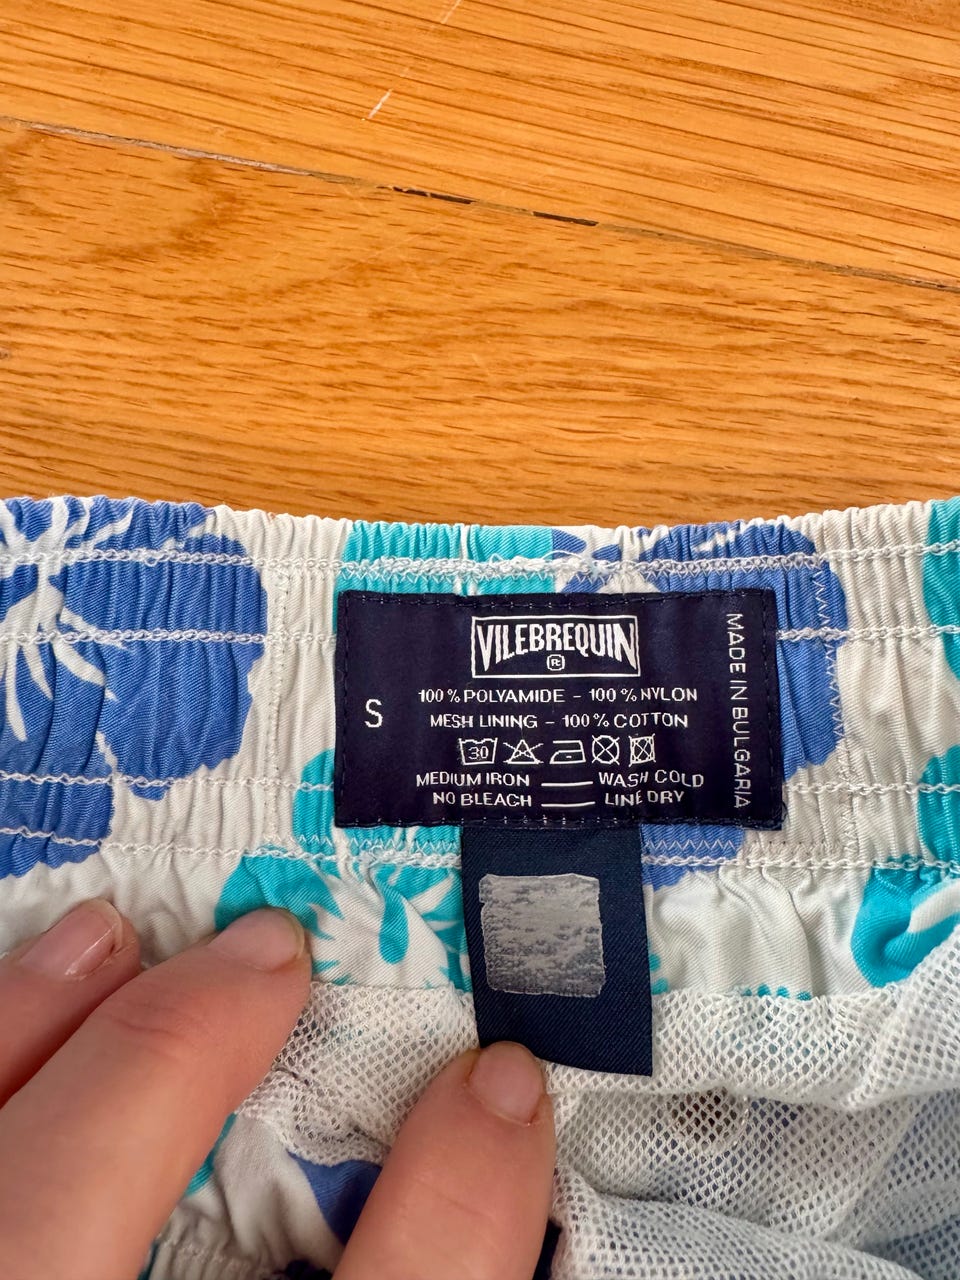 VILEBREQUIN
®
S
100 % POLYAMIDE - 100 % NYLON
MESH LINING - 100 % COTTON
30
MEDIUM IRON WASH COLD
NO BLEACH LINE DRY
MADE IN BULGARIA